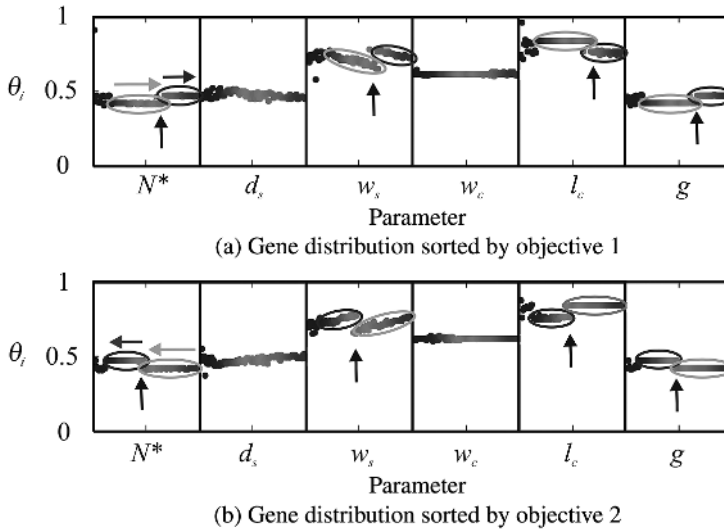 1
θi 0.5
0
N* ds ws wc lc g
Parameter
(a) Gene distribution sorted by objective 1
1
θi 0.5
0
N* ds ws wc lc g
Parameter
(b) Gene distribution sorted by objective 2